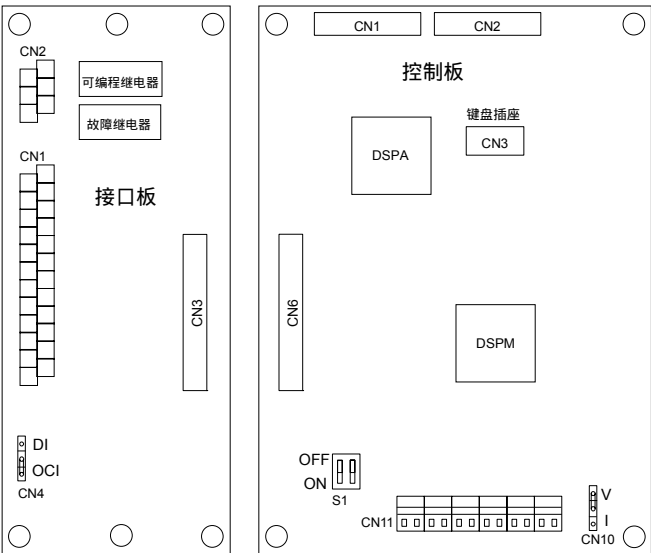 CN2
可编程继电器
故障继电器
CN1
接口板
CN3
DI
OCI
CN4
CN1
CN2
控制板
键盘插座
CN3
DSPA
CN6
DSPM
OFF
ON
S1
CN11
V
I
CN10